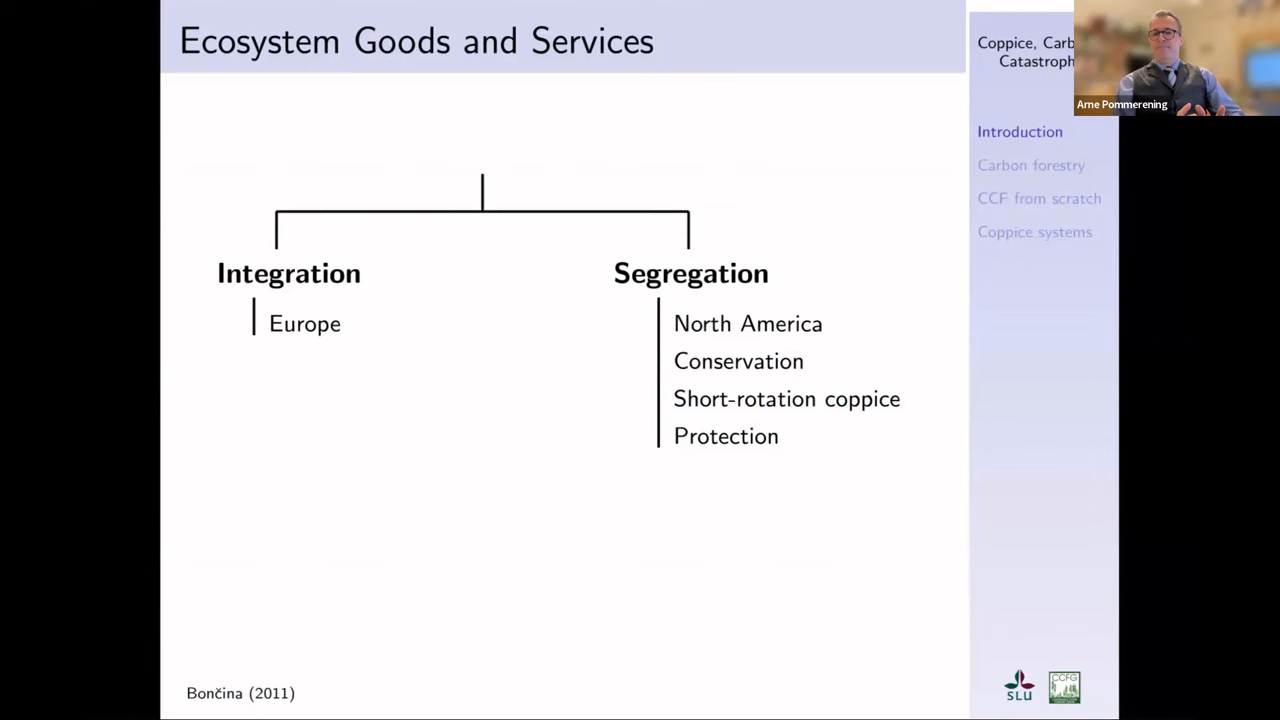 Ecosystem Goods and Services
Integration
Europe
Segregation
North America
Conservation
Short-rotation coppice
Protection
Bončina (2011)
Coppice, Carb
Catastroph
Introduction
Carbon forestry
CCF from scratch
Coppice systems
Arne Pommerening
SLU
CCFG